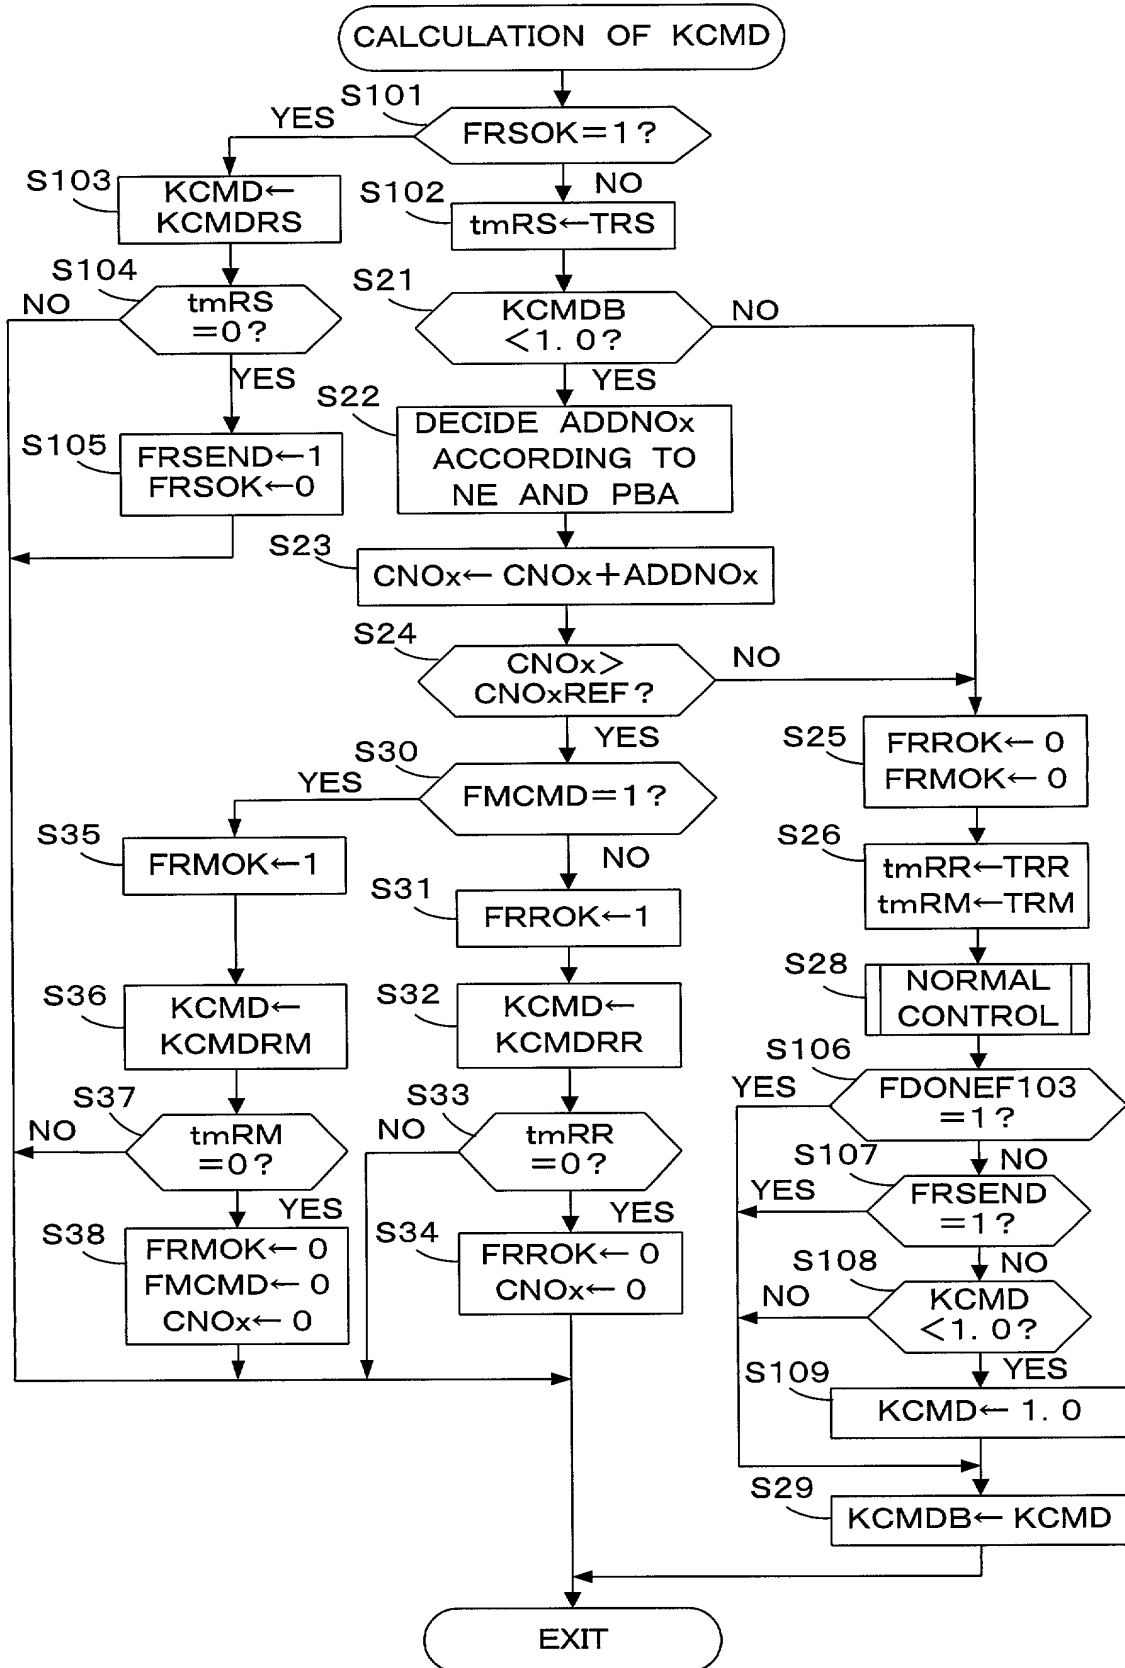 CALCULATION OF KCMD
S101
FRSOK=1?
YES
NO
S103
KCMD←
KCMDRS
S102
tmRS←TRS
S104
tmRS
=0?
NO
YES
S21
KCMDB
<1.0?
NO
YES
S105
FRSEND←1
FRSOK←0
S22
DECIDE ADDNOx
ACCORDING TO
NE AND PBA
S23
CNOx← CNOx+ADDNOx
S24
CNOx>
CNOxREF?
NO
YES
S25
FRROK← 0
FRMOK← 0
S30
FMCMD=1?
YES
NO
S26
tmRR←TRR
tmRM←TRM
S35
FRMOK←1
S31
FRROK←1
S28
NORMAL
CONTROL
S36
KCMD←
KCMDRM
S32
KCMD←
KCMDRR
S106
FDONEF103
=1?
YES
NO
S37
tmRM
=0?
NO
YES
S33
tmRR
=0?
NO
YES
S107
FRSEND
=1?
YES
NO
S38
FRMOK← 0
FMCMD← 0
CNOx← 0
S34
FRROK← 0
CNOx← 0
S108
KCMD
<1.0?
NO
YES
S109
KCMD← 1.0
S29
KCMDB← KCMD
EXIT